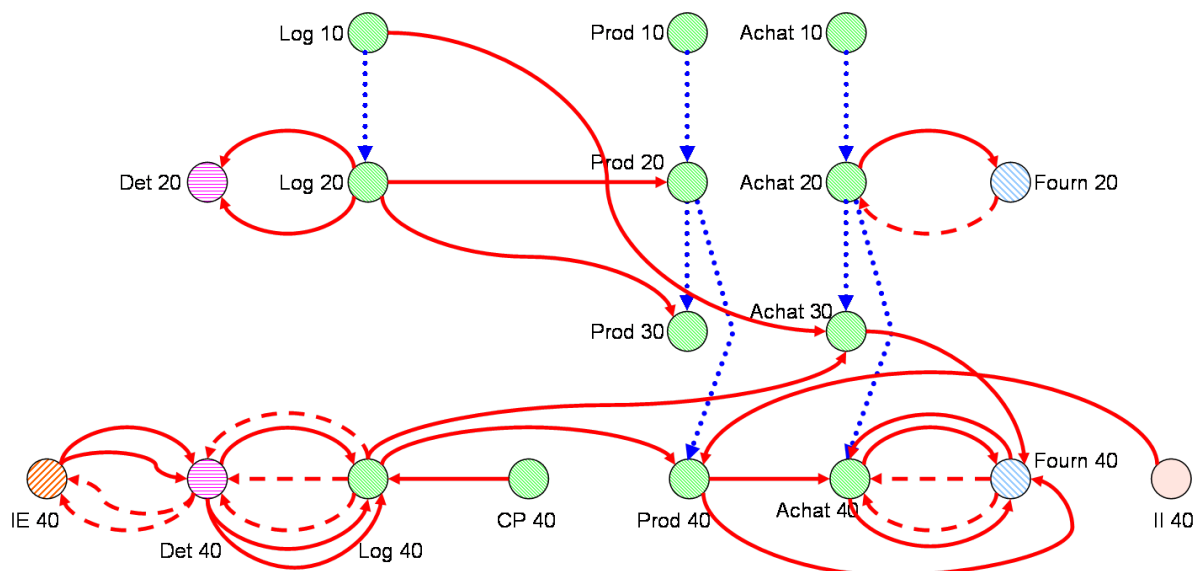 Log 10
Prod 10
Achat 10
Det 20
Log 20
Prod 20
Achat 20
Fourn 20
Prod 30
Achat 30
IE 40
Det 40
Log 40
CP 40
Prod 40
Achat 40
Fourn 40
II 40